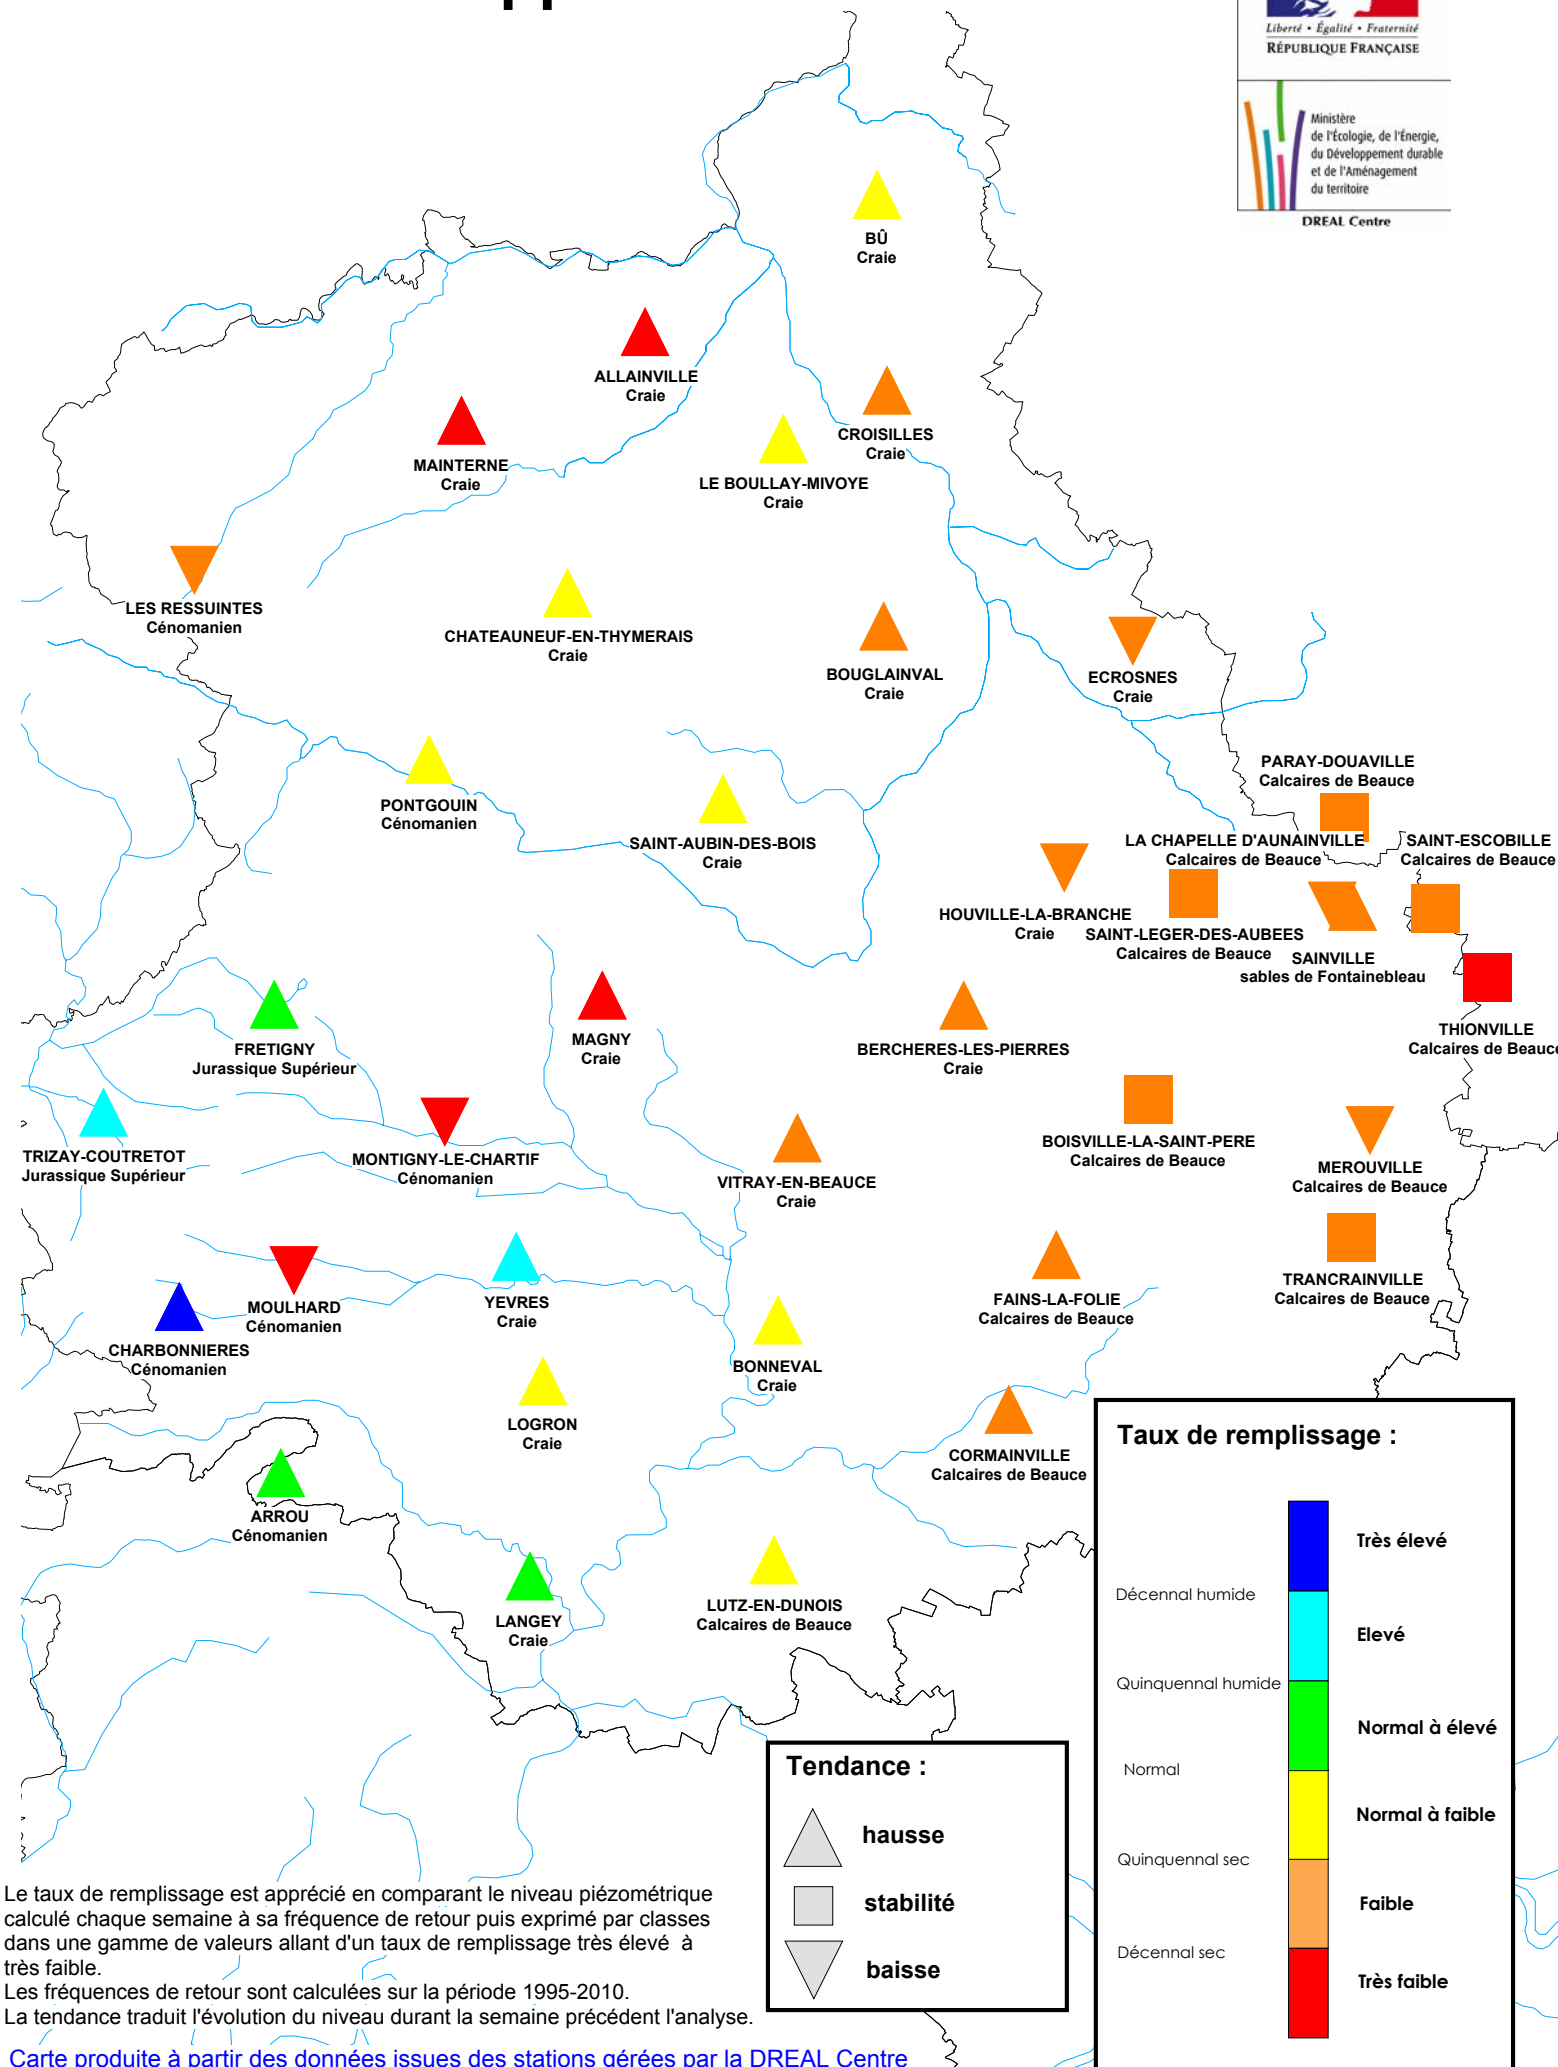 Liberté • Égalité • Fraternité
RÉPUBLIQUE FRANÇAISE
Ministère
de l'Écologie, de l'Énergie,
du Développement durable
et de l'Aménagement
du territoire
DREAL Centre
BÛ
Craie
ALLAINVILLE
Craie
CROISILLES
Craie
MAINTERNE
Craie
LE BOULLAY-MIVOYE
Craie
LES RESSUINTES
Cénomanien
CHATEAUNEUF-EN-THYMERAIS
Craie
BOUGLAINVAL
Craie
ECROSNES
Craie
PARAY-DOUAVILLE
Calcaires de Beauce
PONTGOUIN
Cénomanien
SAINT-AUBIN-DES-BOIS
Craie
LA CHAPELLE D'AUNAINVILLE
Calcaires de Beauce
SAINT-ESCOBILLE
Calcaires de Beauce
HOUVILLE-LA-BRANCHE
Craie
SAINT-LEGER-DES-AUBEES
Calcaires de Beauce
SAINVILLE
sables de Fontainebleau
THIONVILLE
Calcaires de Beauce
FRETIGNY
Jurassique Supérieur
MAGNY
Craie
BERCHERES-LES-PIERRES
Craie
TRIZAY-COUTRETOT
Jurassique Supérieur
MONTIGNY-LE-CHARTIF
Cénomanien
VITRAY-EN-BEAUCE
Craie
BOISVILLE-LA-SAINT-PERE
Calcaires de Beauce
MEROUVILLE
Calcaires de Beauce
TRANCRAINVILLE
Calcaires de Beauce
MOULHARD
Cénomanien
YEVRES
Craie
FAINS-LA-FOLIE
Calcaires de Beauce
CHARBONNIERES
Cénomanien
BONNEVAL
Craie
LOGRON
Craie
CORMAINVILLE
Calcaires de Beauce
ARROU
Cénomanien
LANGEY
Craie
LUTZ-EN-DUNOIS
Calcaires de Beauce
Taux de remplissage :
Très élevé
Décennal humide
Elevé
Quinquennal humide
Normal à élevé
Normal
Normal à faible
Quinquennal sec
Faible
Décennal sec
Très faible
Tendance :
hausse
stabilité
baisse
Le taux de remplissage est apprécié en comparant le niveau piézométrique
calculé chaque semaine à sa fréquence de retour puis exprimé par classes
dans une gamme de valeurs allant d'un taux de remplissage très élevé à
très faible.
Les fréquences de retour sont calculées sur la période 1995-2010.
La tendance traduit l'évolution du niveau durant la semaine précédent l'analyse.
Carte produite à partir des données issues des stations gérées par la DREAL Centre